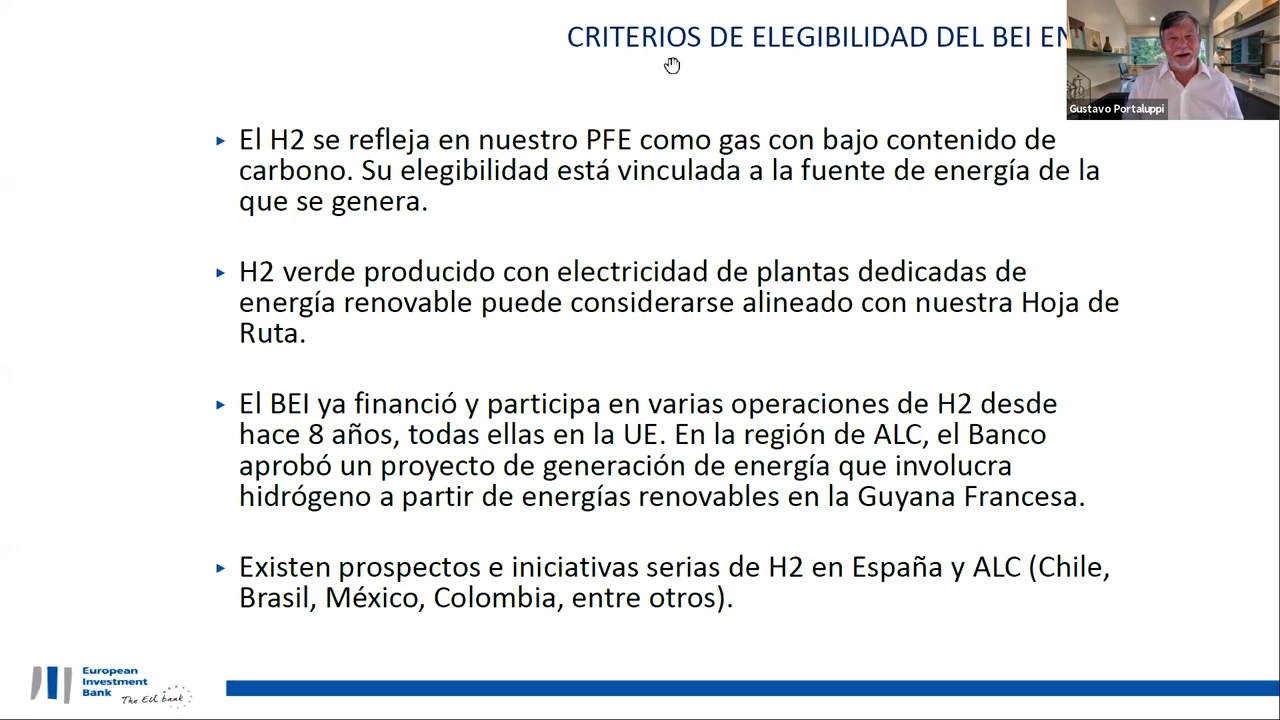 CRITERIOS DE ELEGIBILIDAD DEL BEI EN
Gustavo Portaluppi
▸ El H2 se refleja en nuestro PFE como gas con bajo contenido de
carbono. Su elegibilidad está vinculada a la fuente de energía de la
que se genera.
▸ H2 verde producido con electricidad de plantas dedicadas de
energía renovable puede considerarse alineado con nuestra Hoja de
Ruta.
▸ El BEI ya financió y participa en varias operaciones de H2 desde
hace 8 años, todas ellas en la UE. En la región de ALC, el Banco
aprobó un proyecto de generación de energía que involucra
hidrógeno a partir de energías renovables en la Guyana Francesa.
▸ Existen prospectos e iniciativas serias de H2 en España y ALC (Chile,
Brasil, México, Colombia, entre otros).
European
Investment
Bank
The EU bank